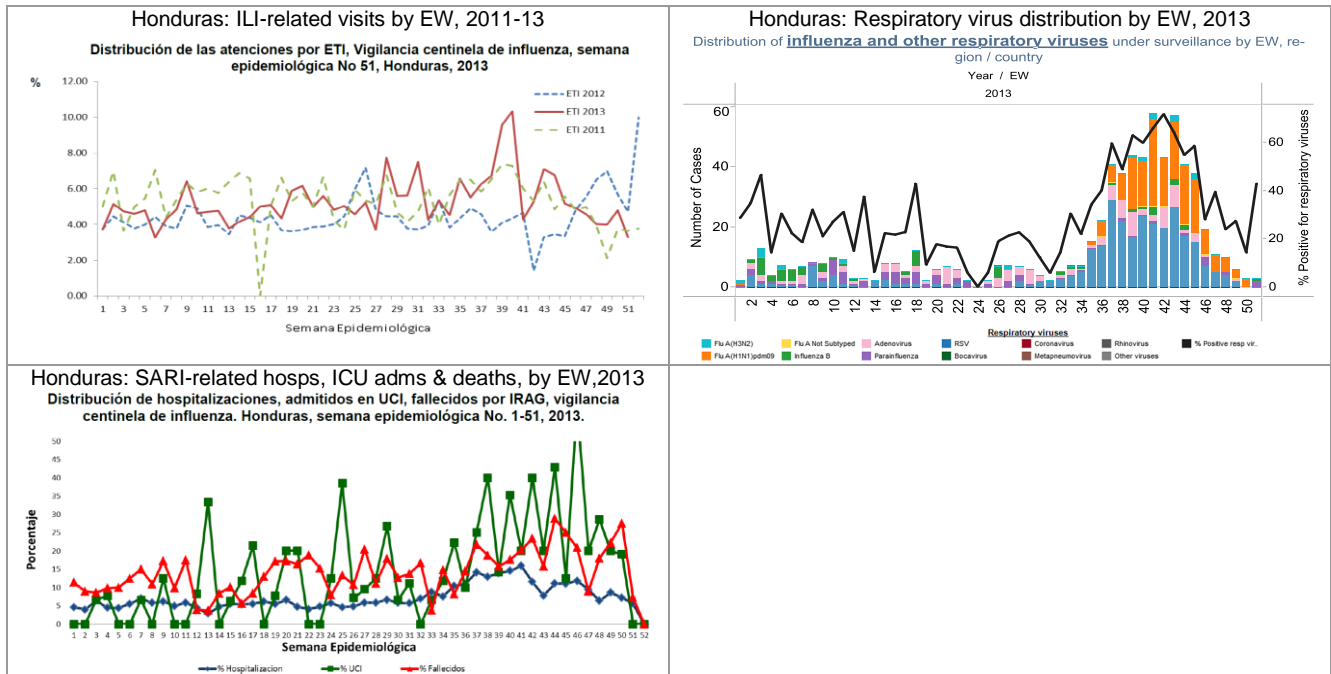 Honduras: ILI-related visits by EW, 2011-13
Distribución de las atenciones por ETI, Vigilancia centinela de influenza, semana
epidemiológica No 51, Honduras, 2013
%
12.00
10.00
8.00
6.00
4.00
2.00
0.00
ETI 2012
ETI 2013
ETI 2011
1 3 5 7 9 11 13 15 17 19 21 23 25 27 29 31 33 35 37 39 41 43 45 47 49 51
Semana Epidemiológica
Honduras: Respiratory virus distribution by EW, 2013
Distribution of influenza and other respiratory viruses under surveillance by EW, re-
gion / country
Year / EW
2013
Number of Cases
60
40
20
0
% Positive for respiratory viruses
60
40
20
0
2 4 6 8 10 12 14 16 18 20 22 24 26 28 30 32 34 36 38 40 42 44 46 48 50
Respiratory viruses
Flu A(H3N2) Flu A Not Subtyped Adenovirus RSV Coronavirus Rhinovirus % Positive resp vir..
Flu A(H1N1)pdm09 Influenza B Parainfluenza Bocavirus Metapneumovirus Other viruses
Honduras: SARI-related hosps, ICU adms & deaths, by EW,2013
Distribución de hospitalizaciones, admitidos en UCI, fallecidos por IRAG, vigilancia
centinela de influenza. Honduras, semana epidemiológica No. 1-51, 2013.
Porcentaje
50
45
40
35
30
25
20
15
10
5
0
1 2 3 4 5 6 7 8 9 10 11 12 13 14 15 16 17 18 19 20 21 22 23 24 25 26 27 28 29 30 31 32 33 34 35 36 37 38 39 40 41 42 43 44 45 46 47 48 49 50 51 52
Semana Epidemiológica
% Hospitalizacion % UCI % Fallecidos